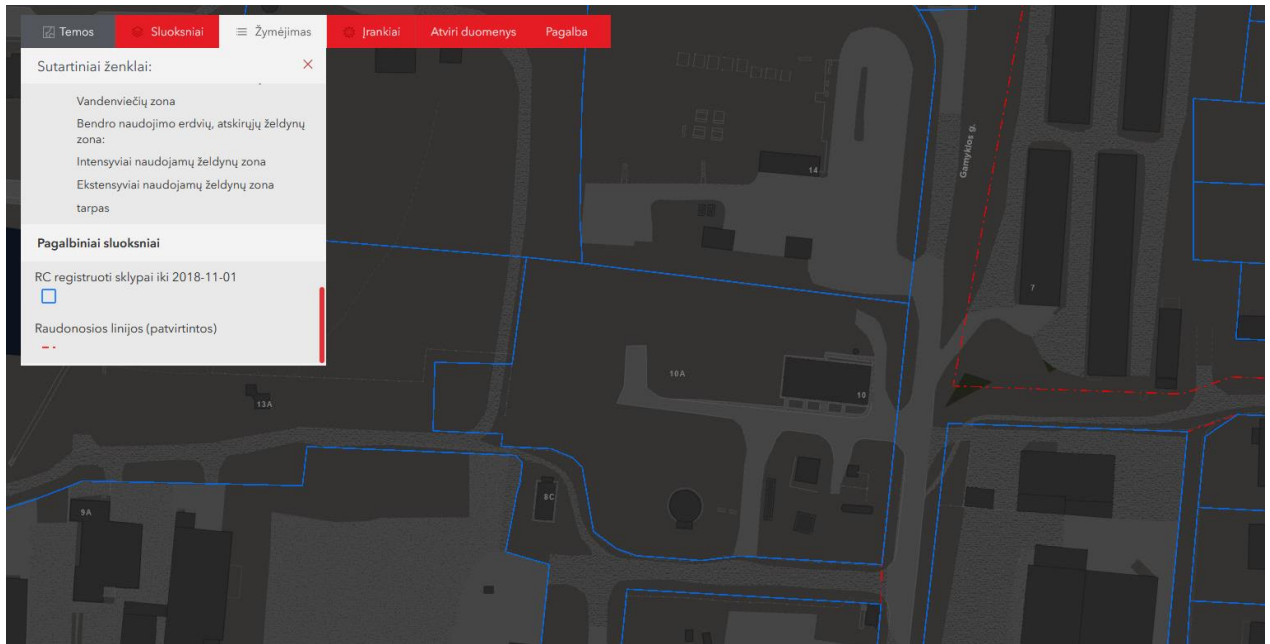 Temos
Sluoksniai
Žymėjimas
Įrankiai
Atviri duomenys
Pagalba
Sutartiniai ženklai:
Vandenviečių zona
Bendro naudojimo erdvių, atskirųjų želdynų
zona:
Intensyviai naudojamų želdynų zona
Ekstensyviai naudojamų želdynų zona
tarpas
Pagalbiniai sluoksniai
RC registruoti sklypai iki 2018-11-01
Raudonosios linijos (patvirtintos)
Gamyklos g.
14
7
10A
10
13A
8C
9A